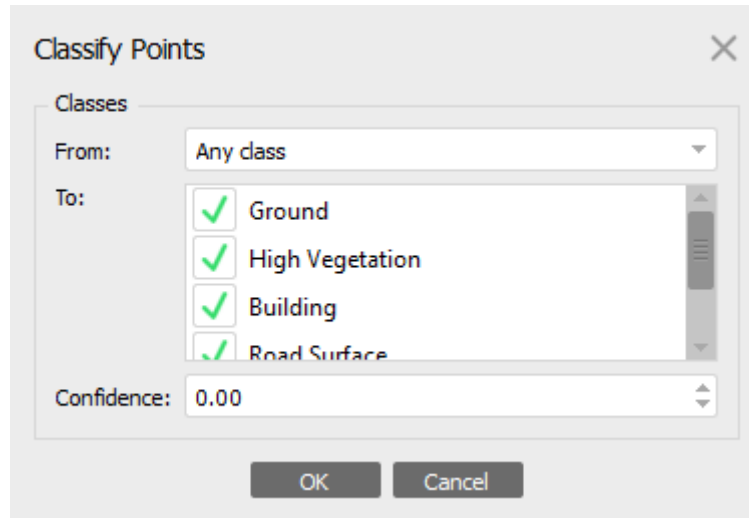 Classify Points
Classes
From: Any class
To: Ground
High Vegetation
Building
Road Surface
Confidence: 0.00
OK Cancel